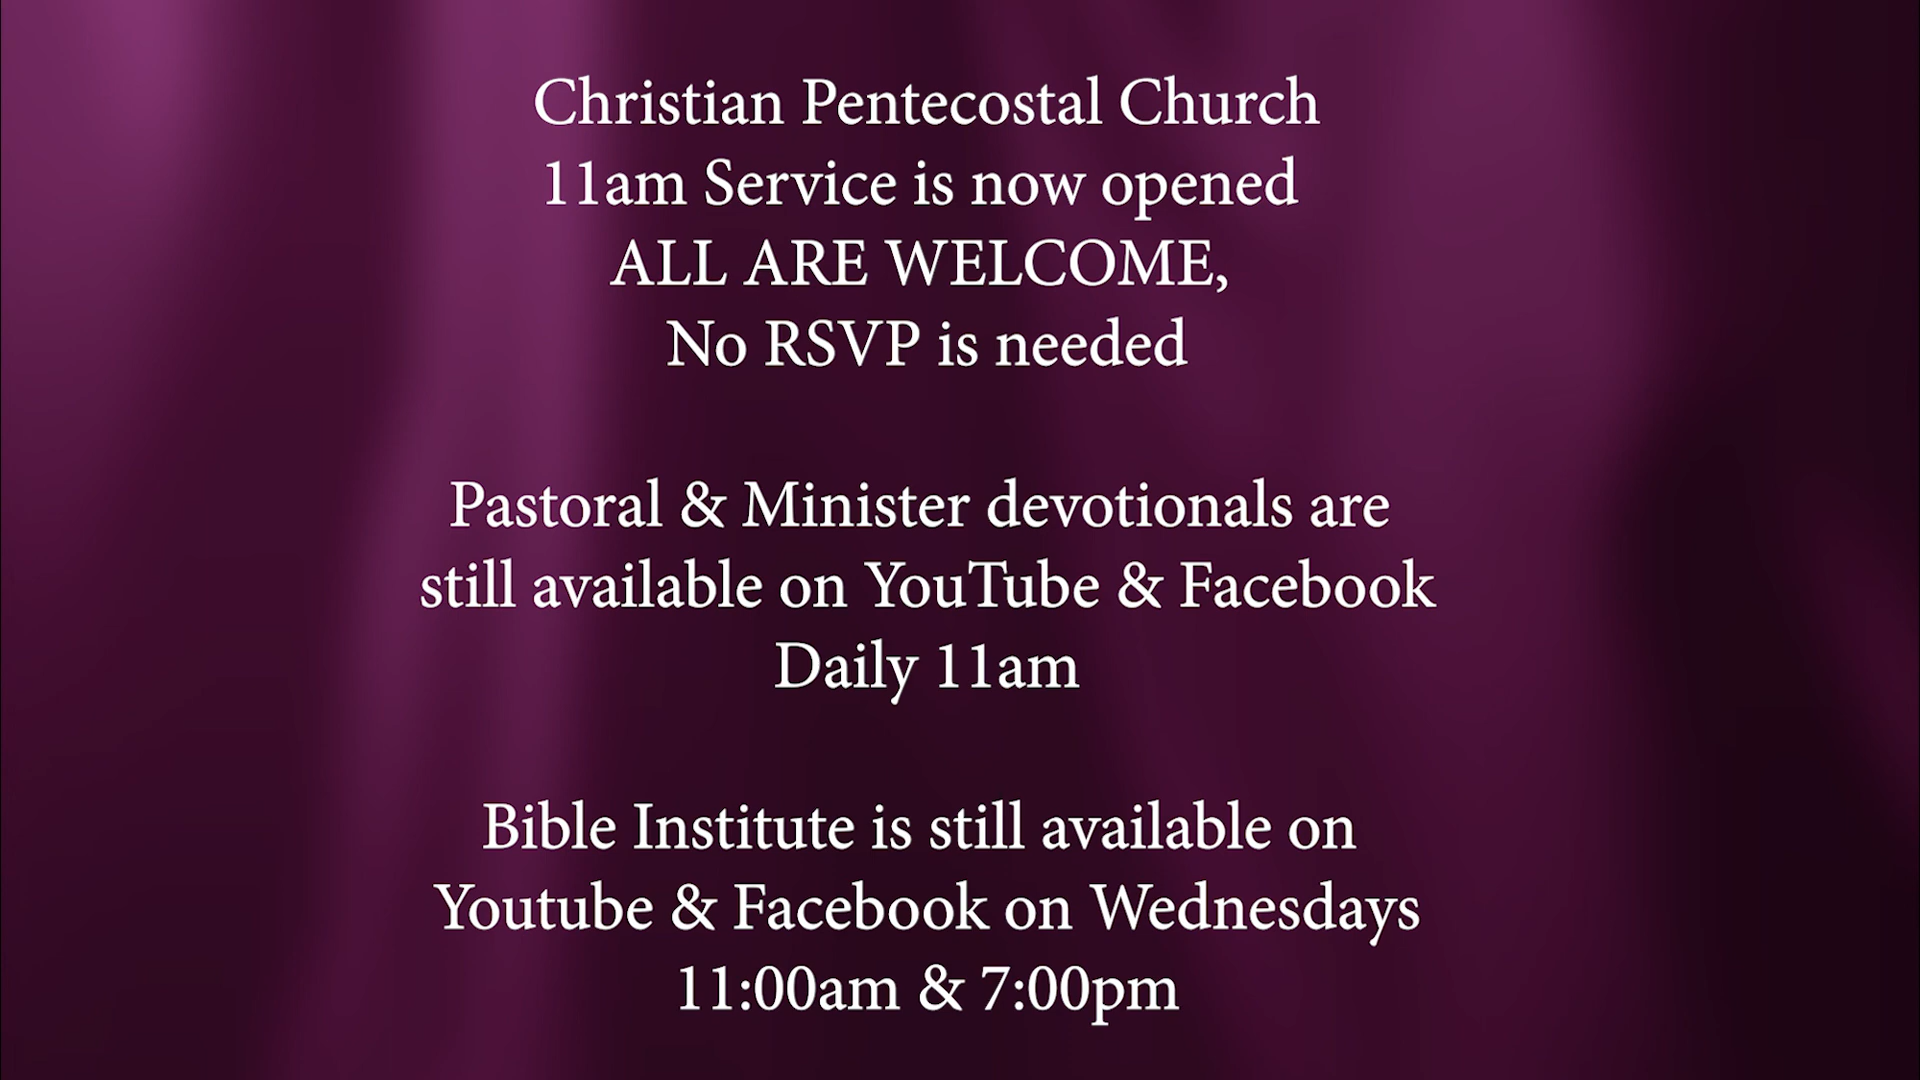 Christian Pentecostal Church
11am Service is now opened
ALL ARE WELCOME,
No RSVP is needed
Pastoral & Minister devotionals are
still available on YouTube & Facebook
Daily 11am
Bible Institute is still available on
Youtube & Facebook on Wednesdays
11:00am & 7:00pm